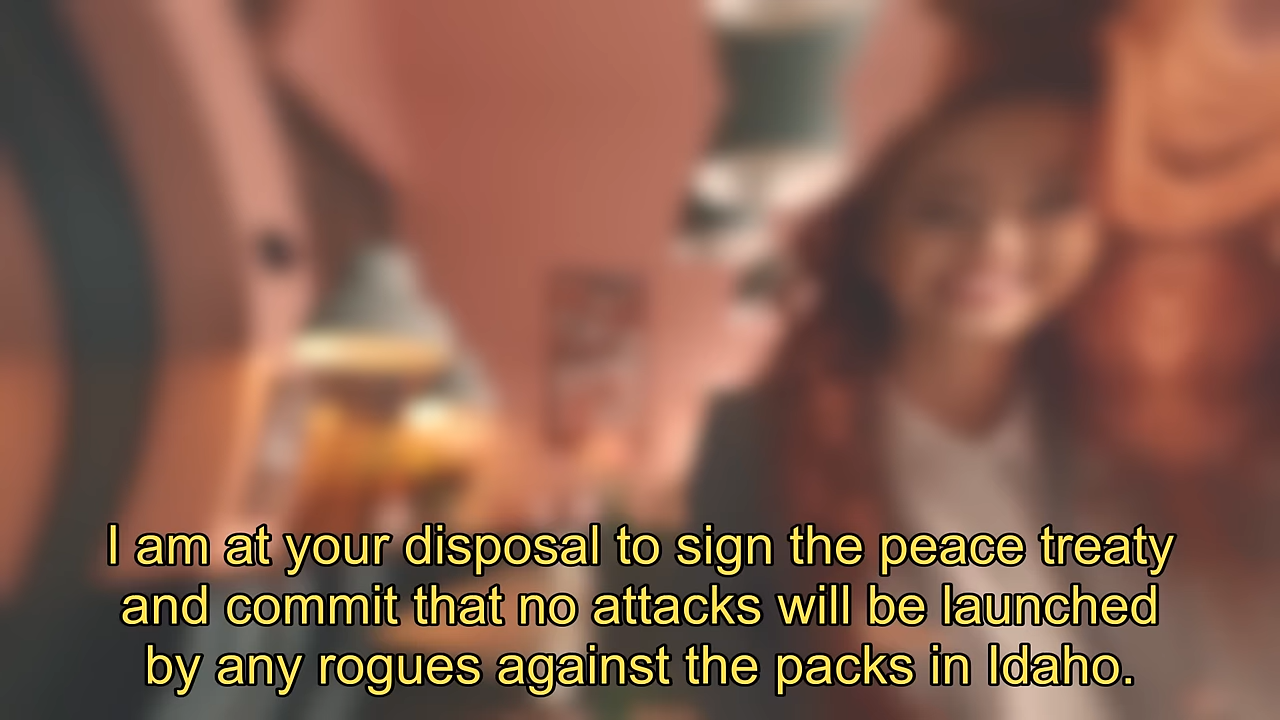 I am at your disposal to sign the peace treaty
and commit that no attacks will be launched
by any rogues against the packs in Idaho.